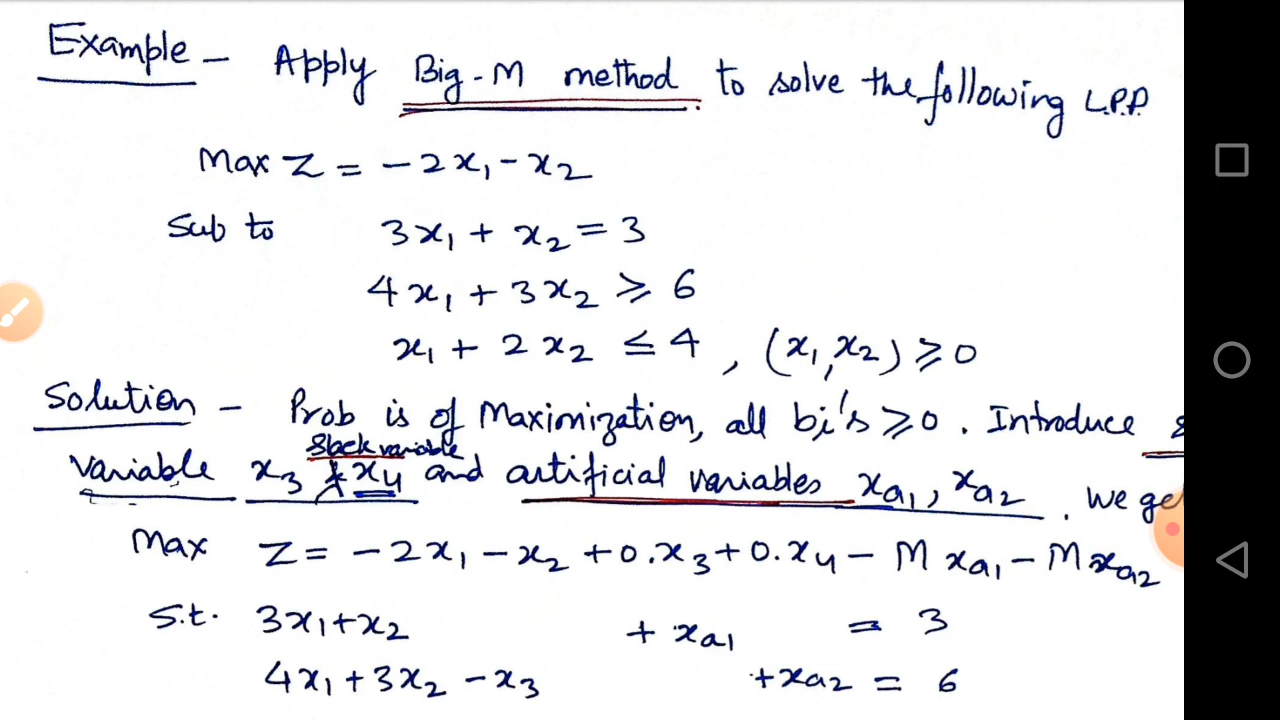 Example - Apply Big-M method to solve the following L.P.P
Max Z = -2x₁ - x₂
Sub to 3x₁ + x₂ = 3
4x₁ + 3x₂ ≥ 6
x₁ + 2x₂ ≤ 4 , (x₁, x₂) ≥ 0
Solution - Prob is of Maximization, all bi's ≥ 0 . Introduce
Slack variable
variable x₃ & x₄ and artificial variables xa₁, xa₂ . We ge
Max Z = -2x₁ - x₂ + 0.x₃ + 0.x₄ - M xa₁ - M xa₂
S.t. 3x₁ + x₂ + xa₁ = 3
4x₁ + 3x₂ - x₃ + xa₂ = 6